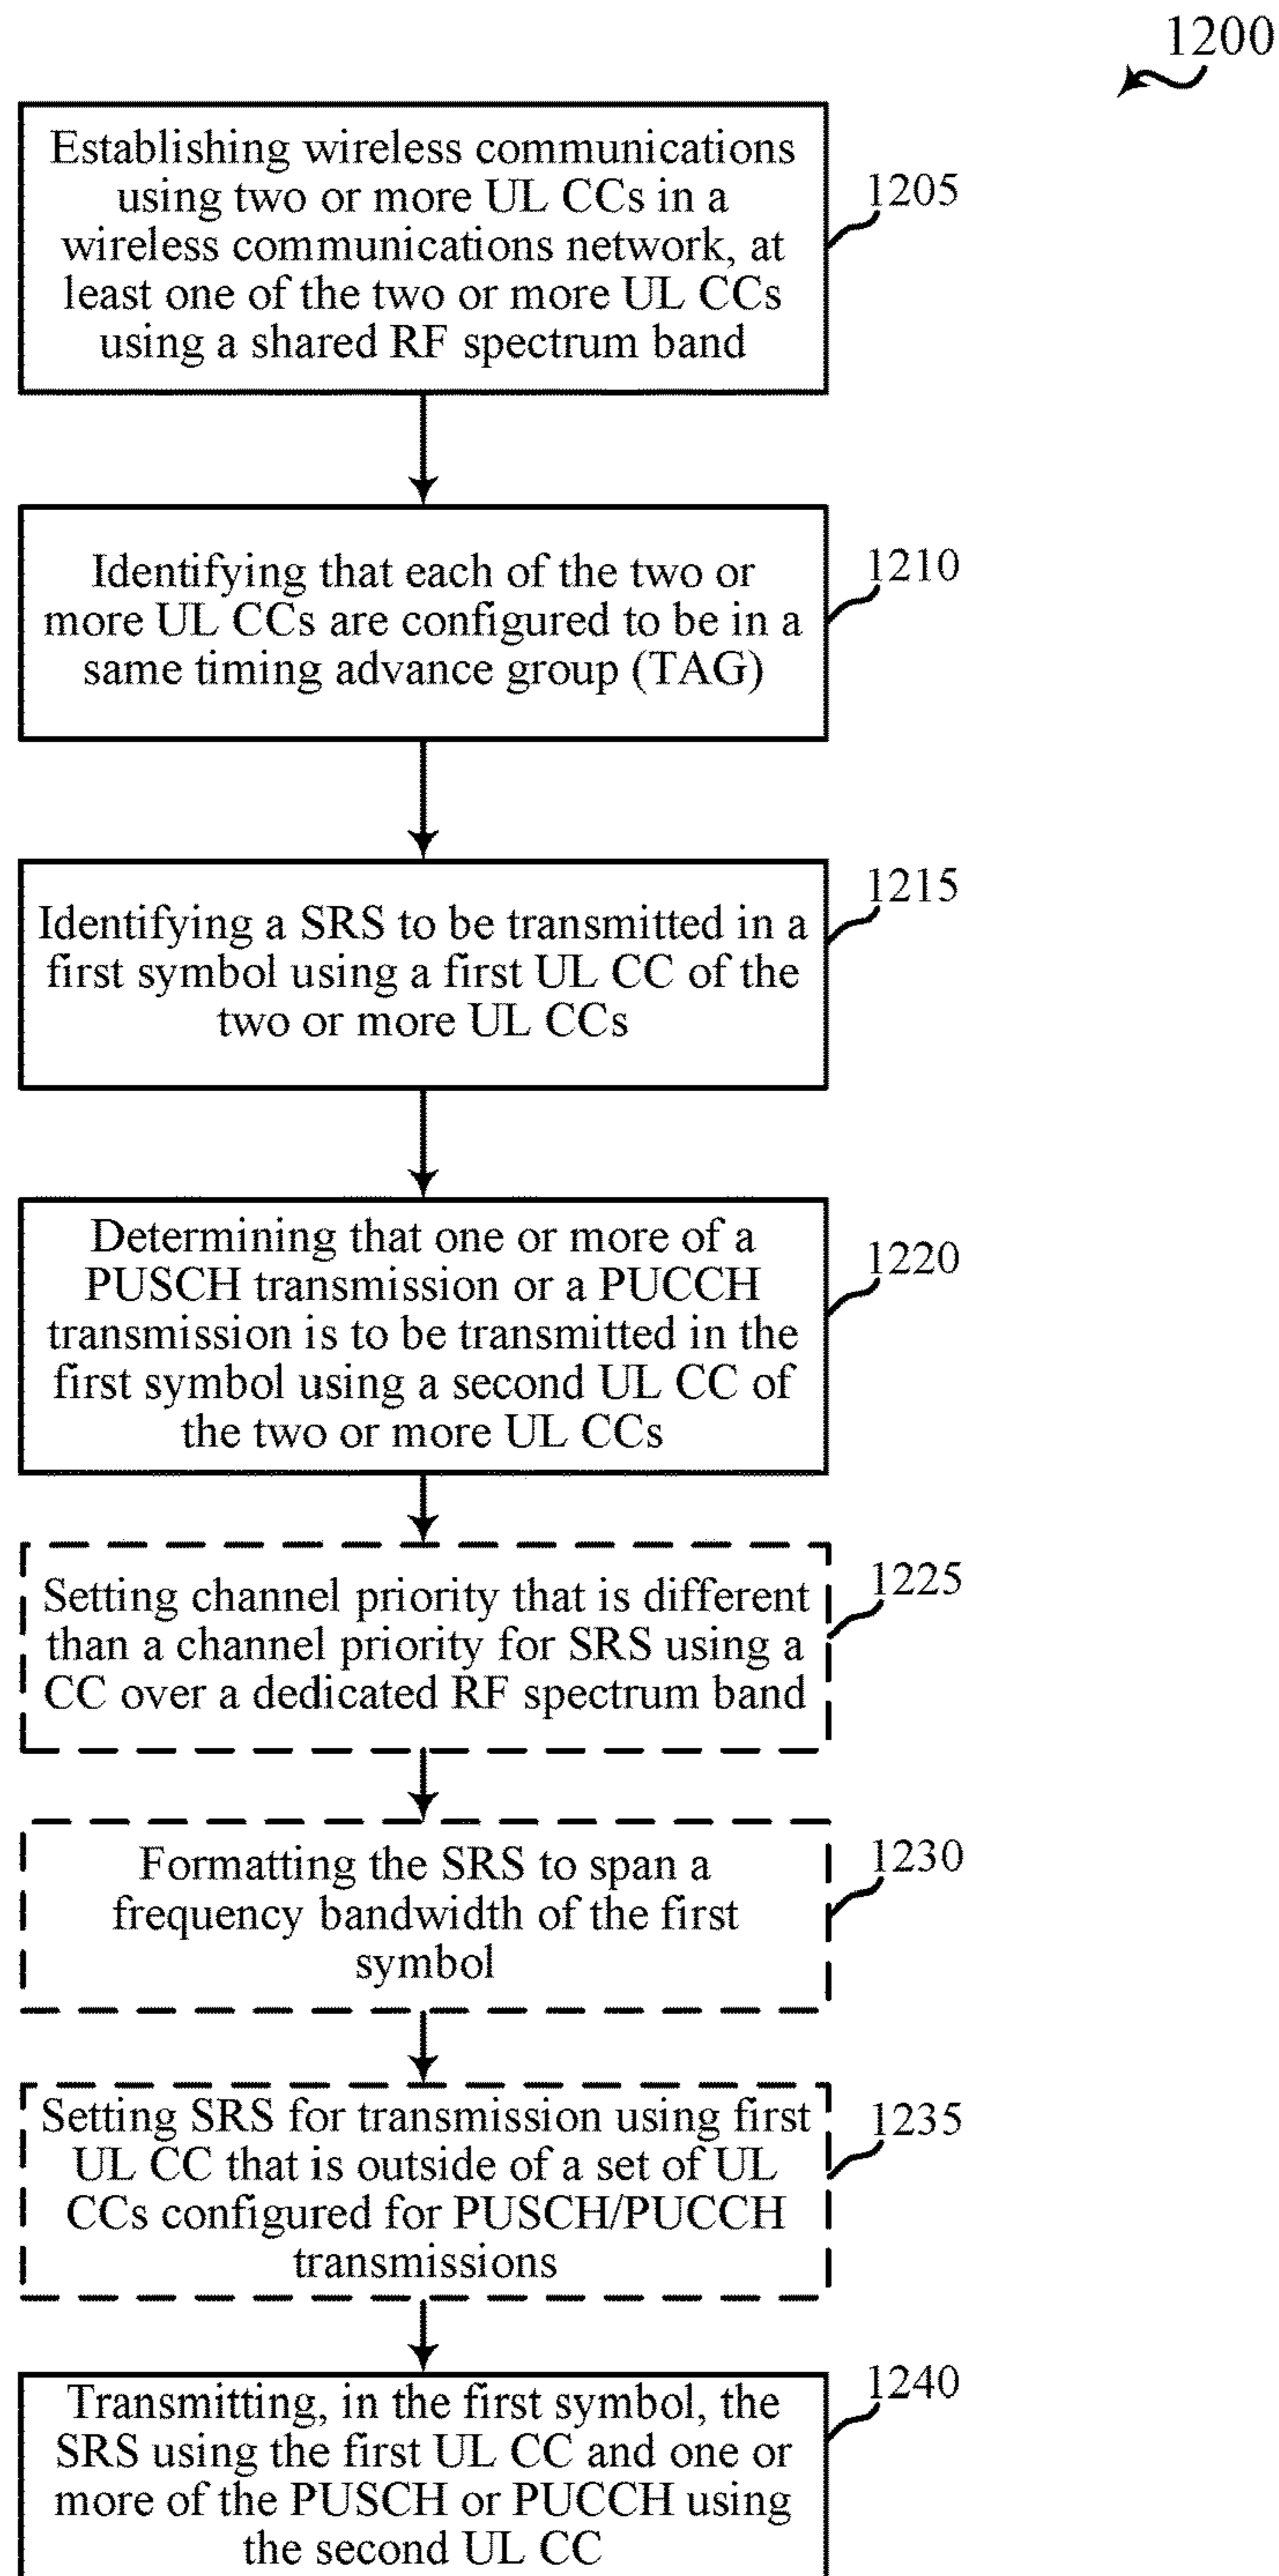 1200
Establishing wireless communications
using two or more UL CCs in a
wireless communications network, at
least one of the two or more UL CCs
using a shared RF spectrum band
1205
Identifying that each of the two or
more UL CCs are configured to be in a
same timing advance group (TAG)
1210
Identifying a SRS to be transmitted in a
first symbol using a first UL CC of the
two or more UL CCs
1215
Determining that one or more of a
PUSCH transmission or a PUCCH
transmission is to be transmitted in the
first symbol using a second UL CC of
the two or more UL CCs
1220
Setting channel priority that is different
than a channel priority for SRS using a
CC over a dedicated RF spectrum band
1225
Formatting the SRS to span a
frequency bandwidth of the first
symbol
1230
Setting SRS for transmission using first
UL CC that is outside of a set of UL
CCs configured for PUSCH/PUCCH
transmissions
1235
Transmitting, in the first symbol, the
SRS using the first UL CC and one or
more of the PUSCH or PUCCH using
the second UL CC
1240